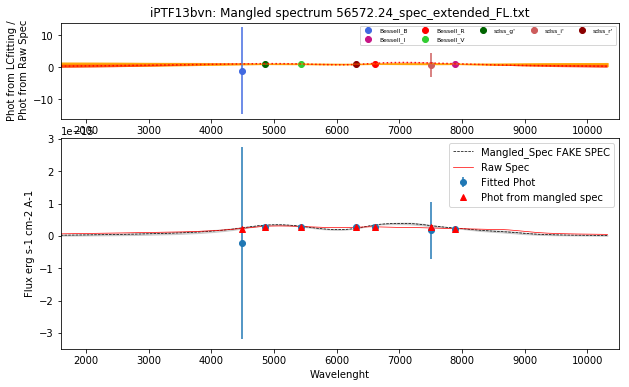 iPTF13bvn: Mangled spectrum 56572.24_spec_extended_FL.txt
Phot from LCfitting /
Phot from Raw Spec
10
0
−10
Bessell_B Bessell_R sdss_g' sdss_i' sdss_r'
Bessell_I Bessell_V
2000 3000 4000 5000 6000 7000 8000 9000 10000
1e−15
Flux erg s-1 cm-2 A-1
3
2
1
0
−1
−2
−3
Mangled_Spec FAKE SPEC
Raw Spec
Fitted Phot
Phot from mangled spec
2000 3000 4000 5000 6000 7000 8000 9000 10000
Wavelenght